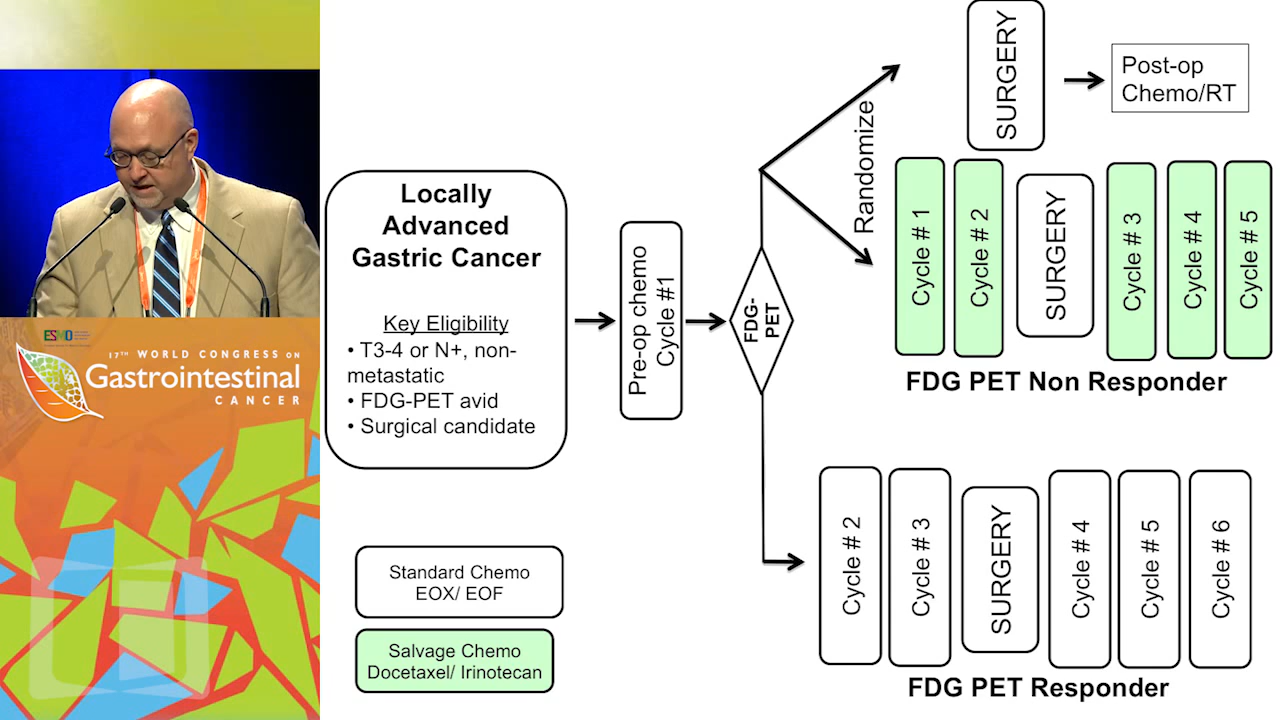 ESMO
17TH WORLD CONGRESS ON
Gastrointestinal
CANCER
Locally
Advanced
Gastric Cancer
Key Eligibility
• T3-4 or N+, non-
metastatic
• FDG-PET avid
• Surgical candidate
Standard Chemo
EOX/ EOF
Salvage Chemo
Docetaxel/ Irinotecan
Pre-op chemo
Cycle #1
FDG-
PET
Randomize
SURGERY
Post-op
Chemo/RT
Cycle # 1
Cycle # 2
SURGERY
Cycle # 3
Cycle # 4
Cycle # 5
FDG PET Non Responder
Cycle # 2
Cycle # 3
SURGERY
Cycle # 4
Cycle # 5
Cycle # 6
FDG PET Responder